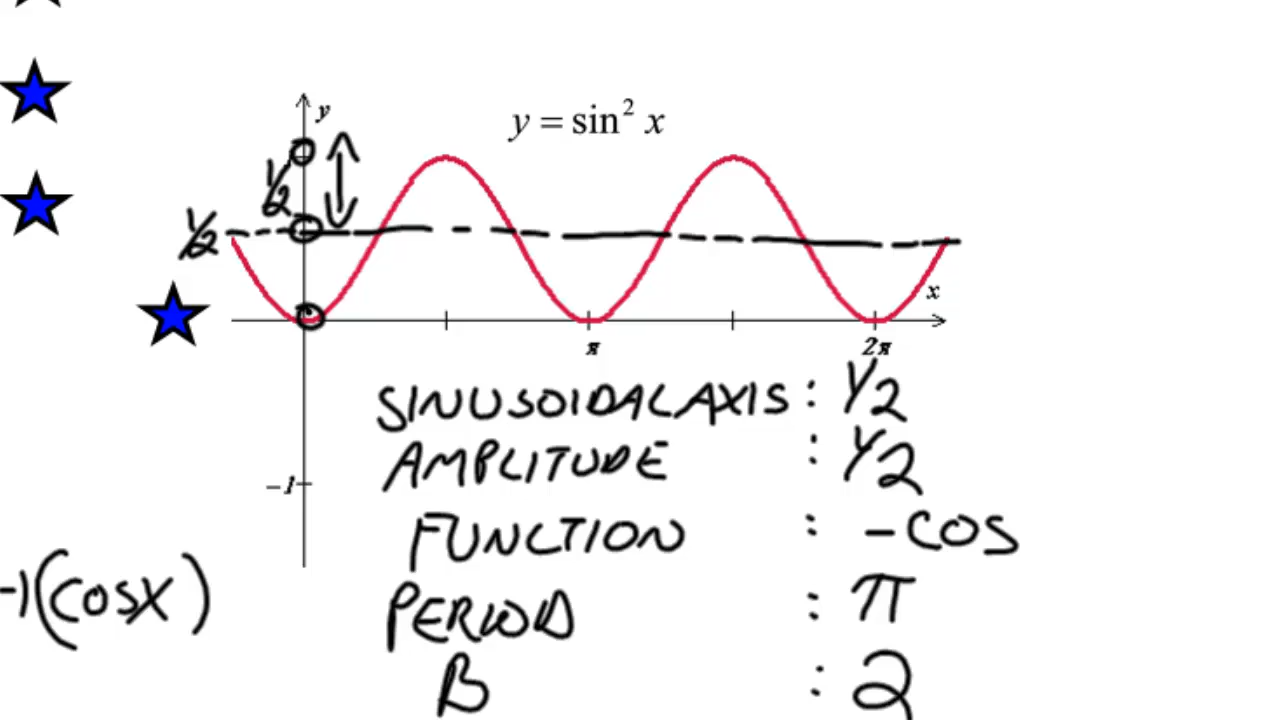 y
y = sin² x
1/2
1/2
x
π
2π
SINUSOIDAL AXIS : 1/2
AMPLITUDE : 1/2
-1
FUNCTION : -COS
-1(COSX)
PERIOD : π
B : 2